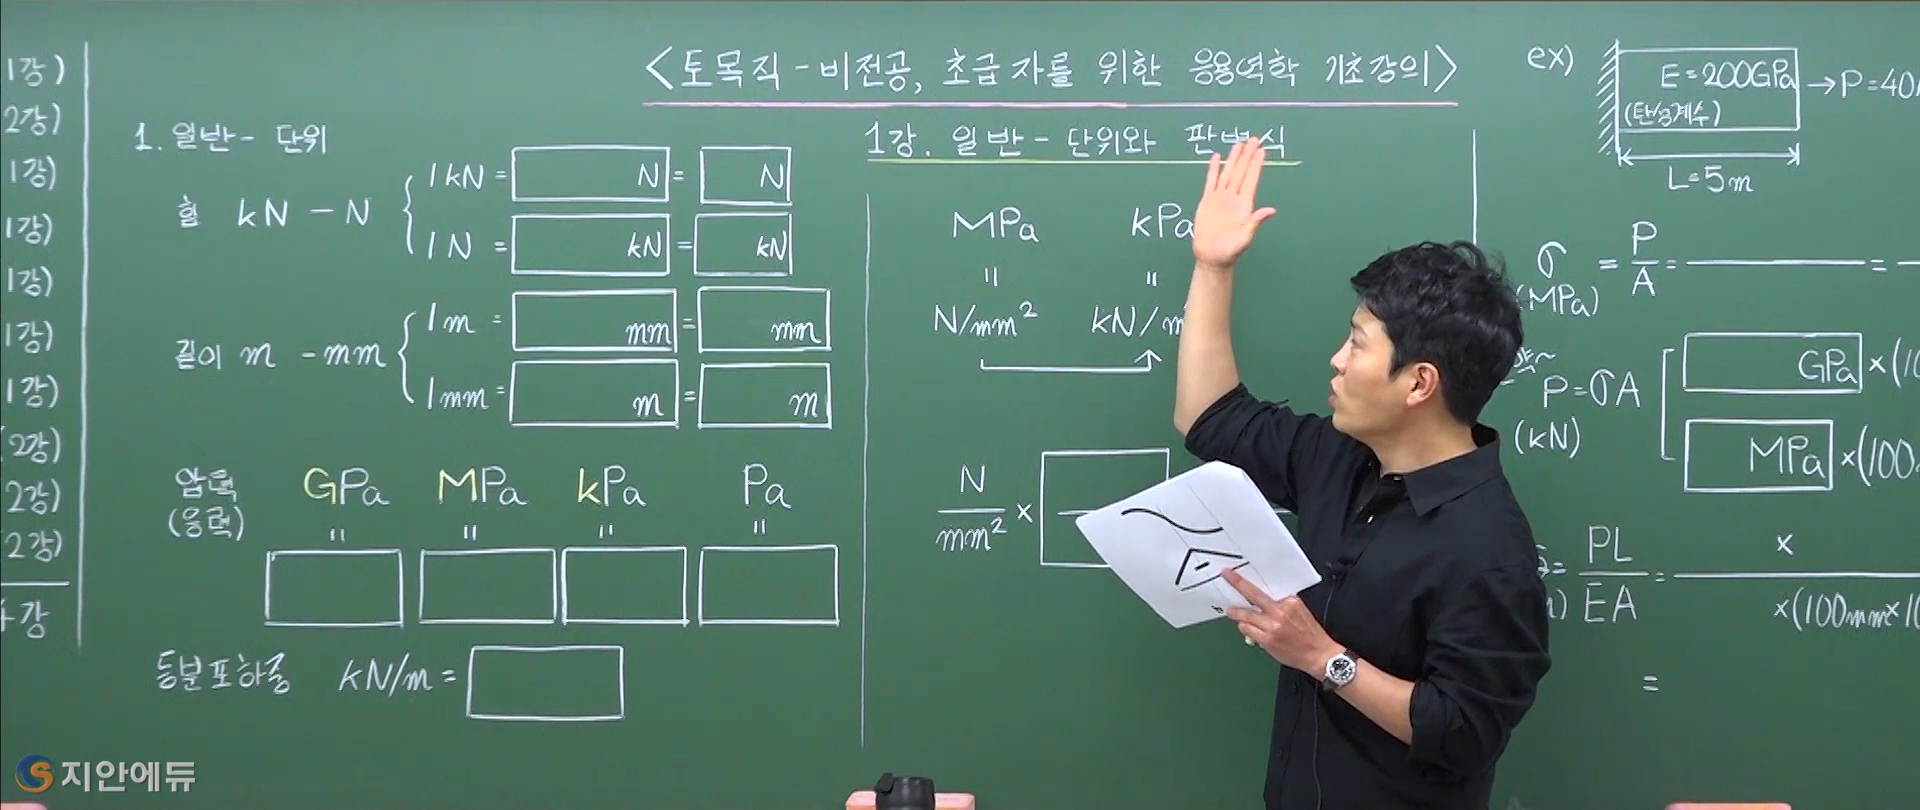 <토목직 - 비전공, 초급자를 위한 응용역학 기초강의>
1강. 일반 - 단위와 판별식
1강)
2강)
1강)
1강)
1강)
1강)
1강)
2강)
2강)
2강)
강
1. 일반 - 단위
힘 kN - N
1kN = N = N
1N = kN = kN
길이 m - mm
1m = mm = mm
1mm = m = m
압력
(응력)
GPa MPa kPa Pa
= = = =
등분포하중 kN/m =
MPa kPa
= =
N/mm² kN/m
N/mm² ×
ex)
E = 200GPa
(탄성계수)
→ P = 40
L = 5m
σ = P/A = =
(MPa)
P = σA
(kN)
GPa × (10
MPa × (100
= PL/EA = ×
×(100mm×10
=
지안에듀